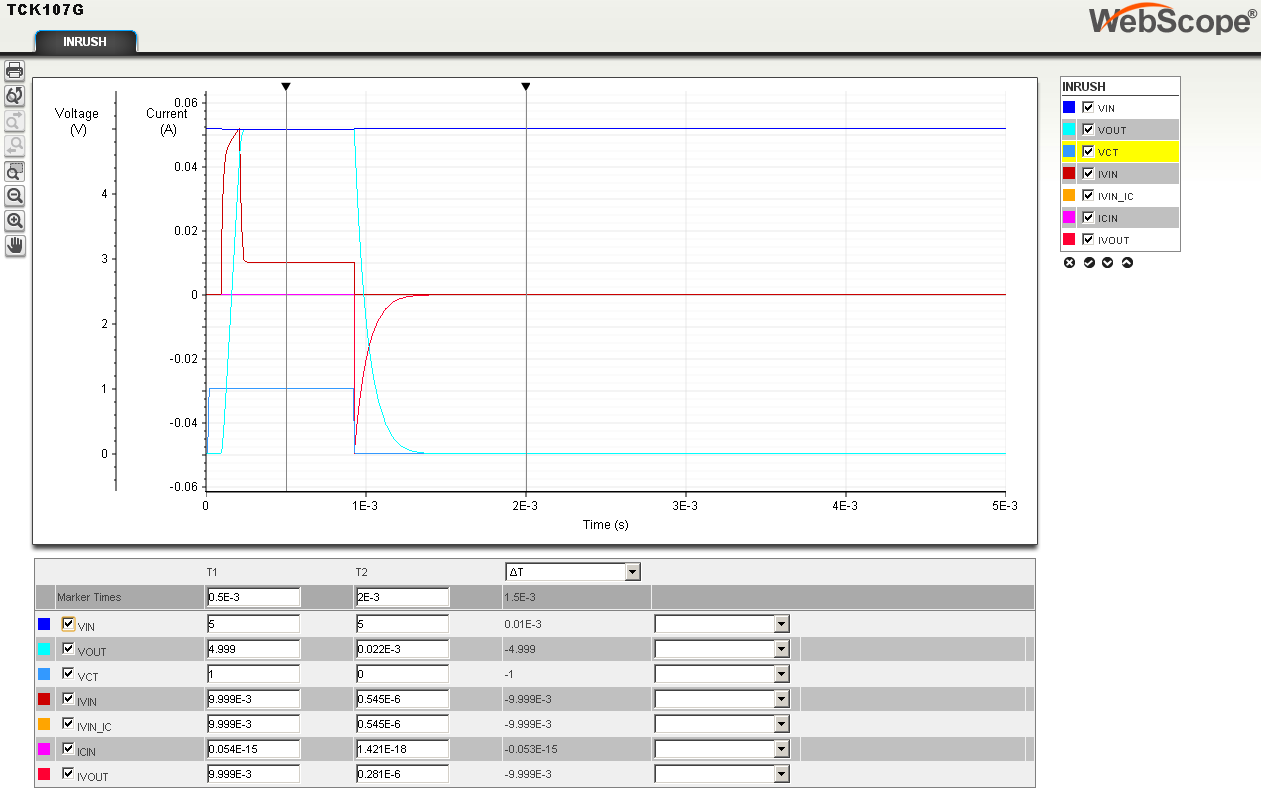 TCK107G
WebScope®
INRUSH
Voltage
(V)
Current
(A)
0.06
0.04
0.02
0
-0.02
-0.04
-0.06
4
3
2
1
0
0 1E-3 2E-3 3E-3 4E-3 5E-3
Time (s)
INRUSH
VIN
VOUT
VCT
IVIN
IVIN_IC
ICIN
IVOUT
T1 T2 ΔT
Marker Times 0.5E-3 2E-3 1.5E-3
VIN 5 5 0.01E-3
VOUT 4.999 0.022E-3 -4.999
VCT 1 0 -1
IVIN 9.999E-3 0.545E-6 -9.999E-3
IVIN_IC 9.999E-3 0.545E-6 -9.999E-3
ICIN 0.054E-15 1.421E-18 -0.053E-15
IVOUT 9.999E-3 0.281E-6 -9.999E-3